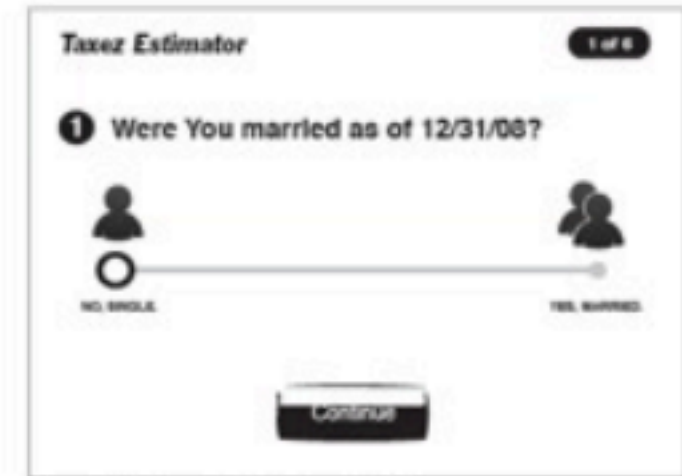 Taxez Estimator
1 of 6
1 Were You married as of 12/31/08?
NO, SINGLE.
YES, MARRIED.
Continue